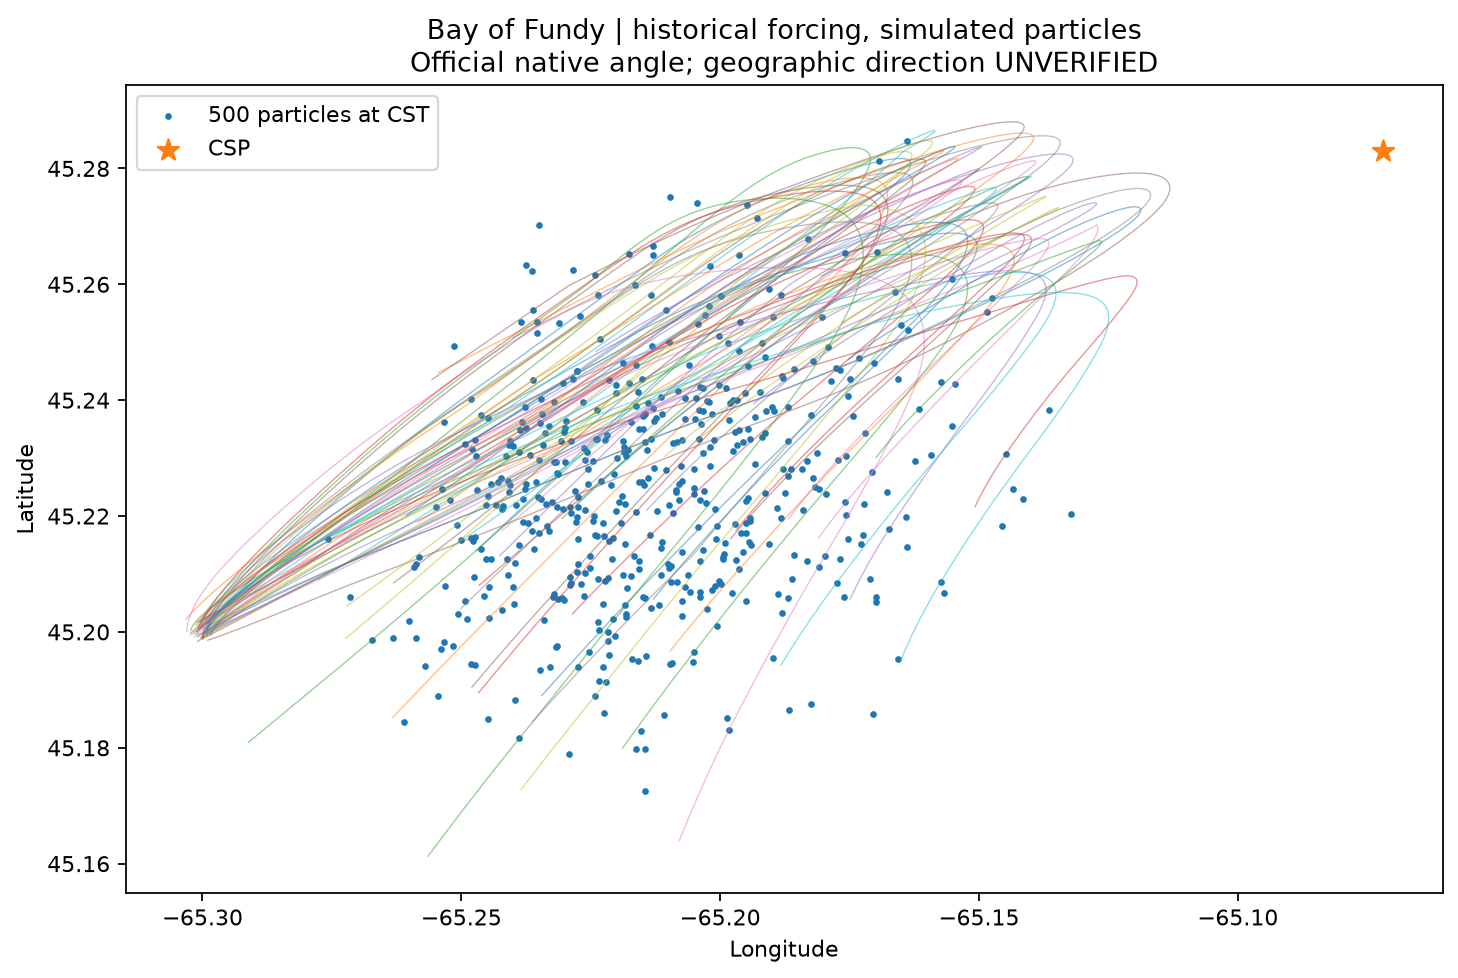 Bay of Fundy | historical forcing, simulated particles
Official native angle; geographic direction UNVERIFIED
500 particles at CST
CSP
45.28
45.26
45.24
45.22
45.20
45.18
45.16
Latitude
−65.30
−65.25
−65.20
−65.15
−65.10
Longitude